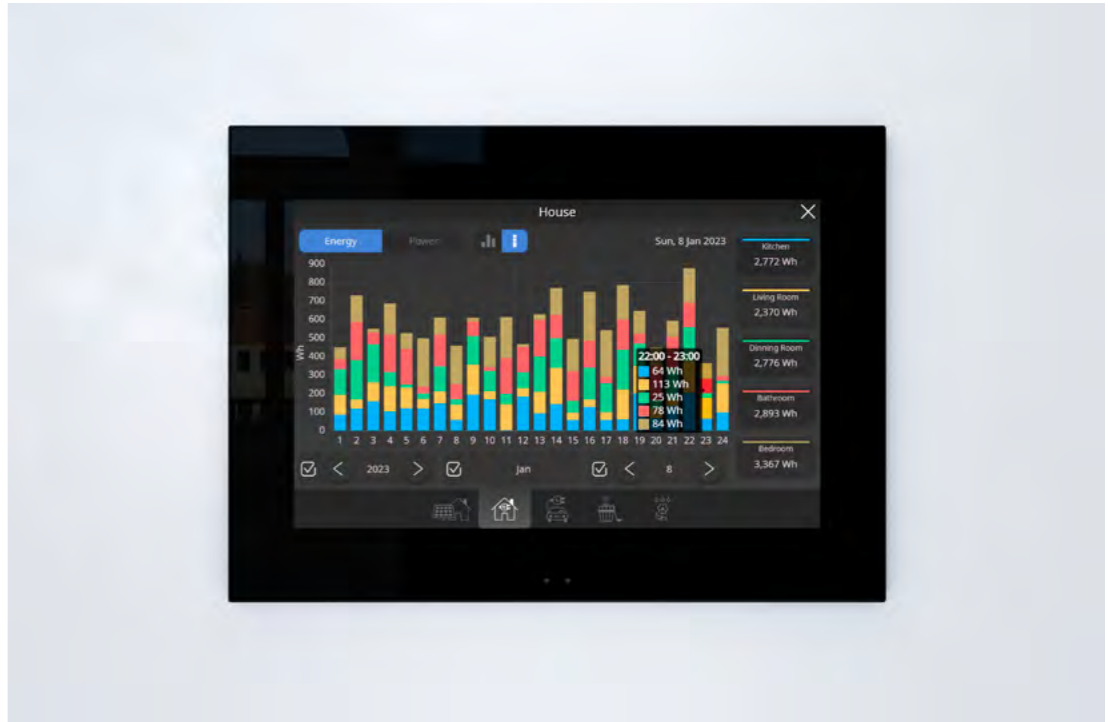 House
Energy Power Sun, 8 Jan 2023
Wh
900
800
700
600
500
400
300
200
100
0
22:00 - 23:00
64 Wh
113 Wh
25 Wh
78 Wh
84 Wh
1 2 3 4 5 6 7 8 9 10 11 12 13 14 15 16 17 18 19 20 21 22 23 24
2023 Jan 8
Kitchen
2,772 Wh
Living Room
2,370 Wh
Dinning Room
2,776 Wh
Bathroom
2,893 Wh
Bedroom
3,367 Wh